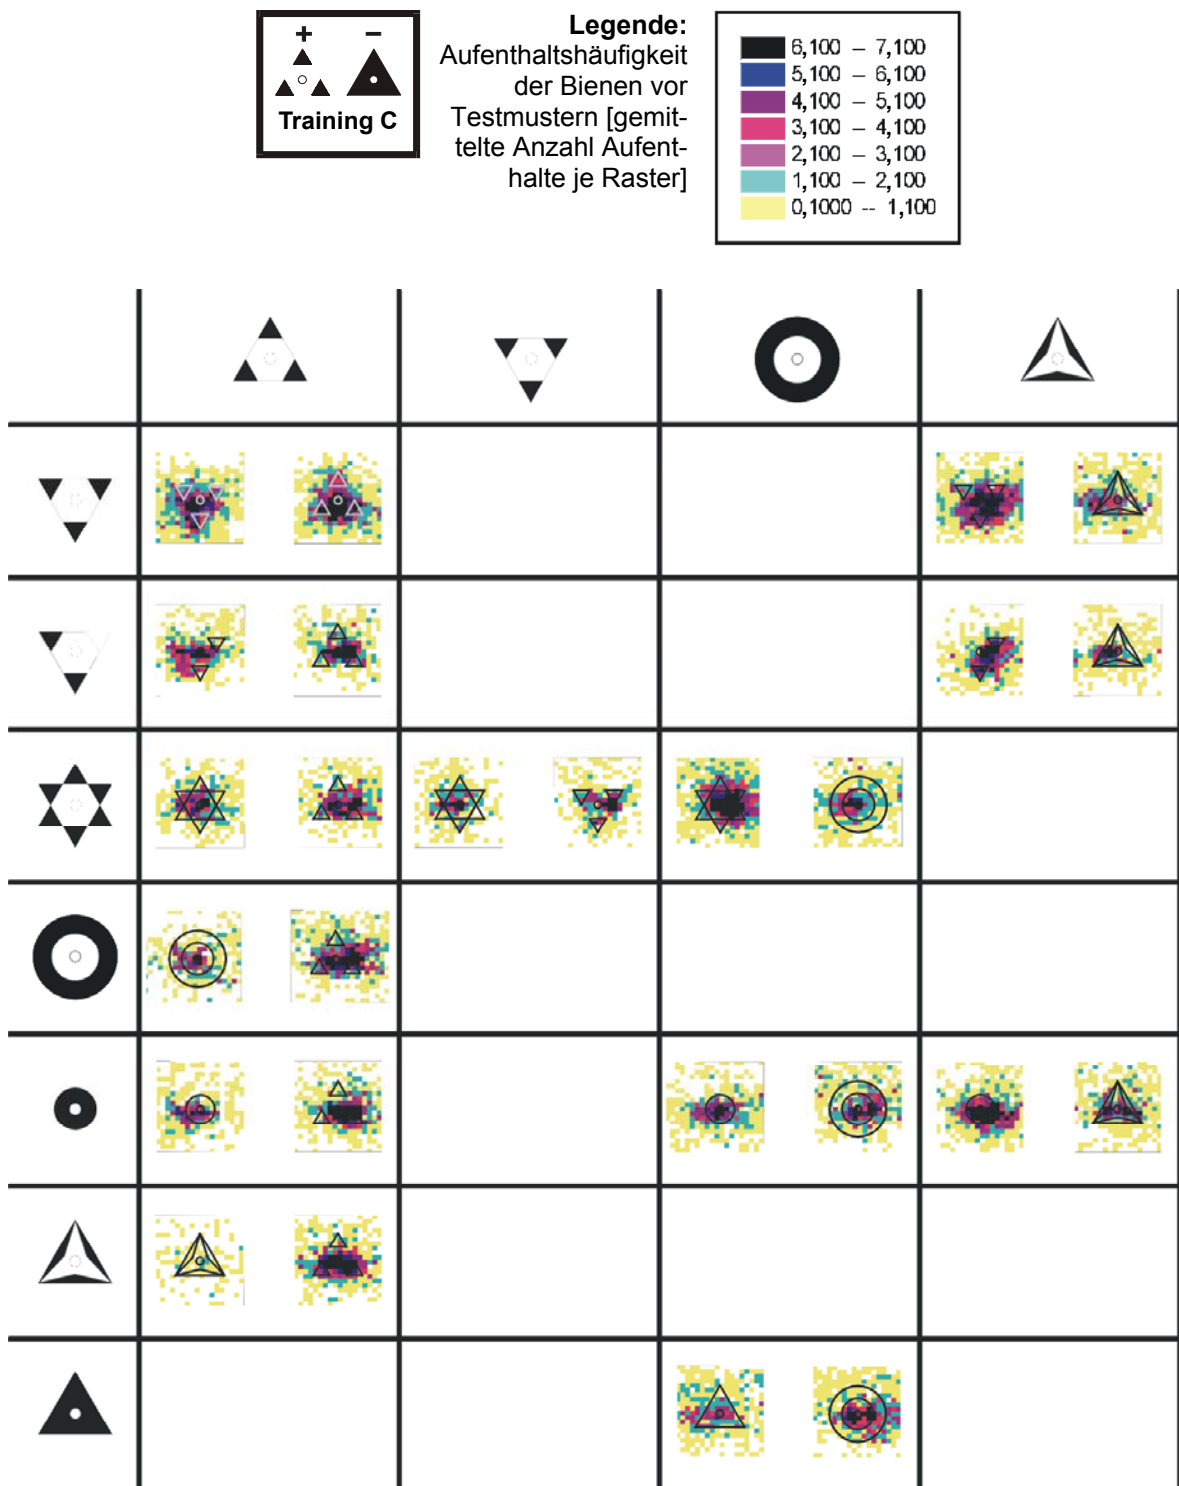 + –
Training C
Legende:
Aufenthaltshäufigkeit
der Bienen vor
Testmustern [gemit-
telte Anzahl Aufent-
halte je Raster]
6,100 – 7,100
5,100 – 6,100
4,100 – 5,100
3,100 – 4,100
2,100 – 3,100
1,100 – 2,100
0,1000 -- 1,100